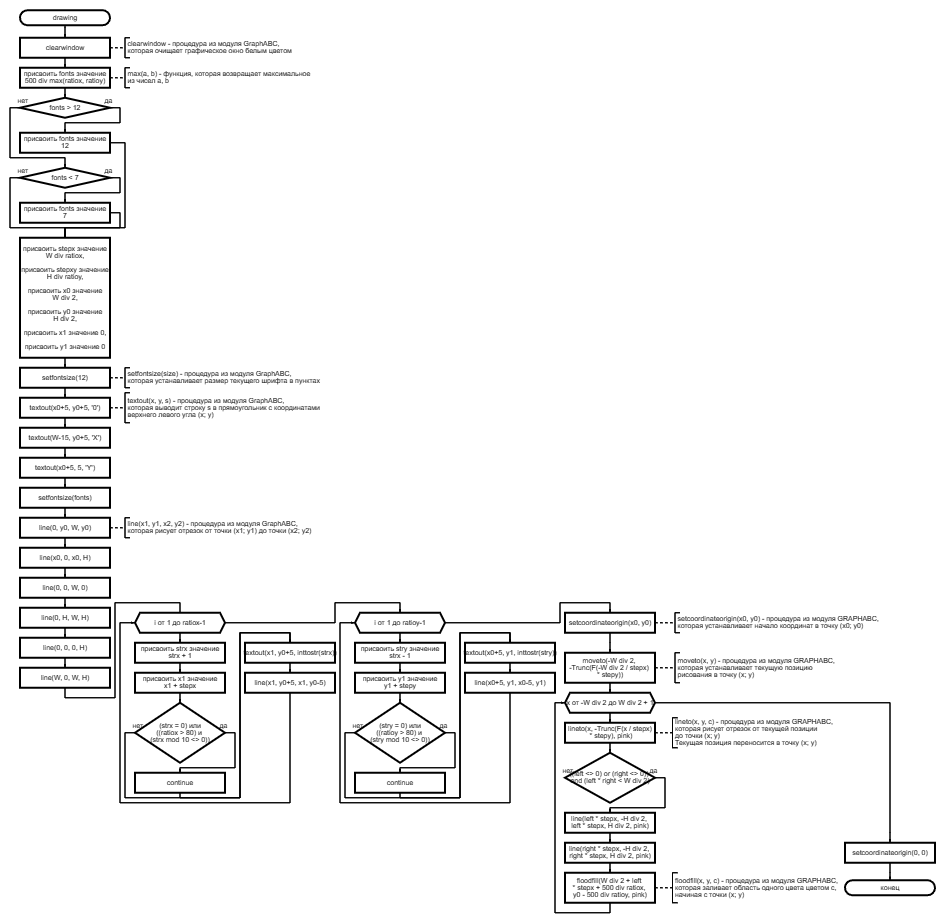 drawing
clearwindow
clearwindow - процедура из модуля GraphABC,
которая очищает графическое окно белым цветом
присвоить fonts значение
500 div max(ratiox, ratioy)
max(a, b) - функция, которая возвращает максимальное
из чисел a, b
нет
да
fonts > 12
присвоить fonts значение
12
нет
да
fonts < 7
присвоить fonts значение
7
присвоить stepx значение
W div ratiox,
присвоить stepxy значение
H div ratioy,
присвоить x0 значение
W div 2,
присвоить y0 значение
H div 2,
присвоить x1 значение 0,
присвоить y1 значение 0
setfontsize(12)
setfontsize(size) - процедура из модуля GraphABC,
которая устанавливает размер текущего шрифта в пунктах
textout(x0+5, y0+5, '0')
textout(x, y, s) - процедура из модуля GraphABC,
которая выводит строку s в прямоугольник с координатами
верхнего левого угла (x; y)
textout(W-15, y0+5, 'X')
textout(x0+5, 5, 'Y')
setfontsize(fonts)
line(0, y0, W, y0)
line(x1, y1, x2, y2) - процедура из модуля GraphABC,
которая рисует отрезок от точки (x1; y1) до точки (x2; y2)
line(x0, 0, x0, H)
line(0, 0, W, 0)
line(0, H, W, H)
line(0, 0, 0, H)
line(W, 0, W, H)
i от 1 до ratiox-1
присвоить strx значение
strx + 1
присвоить x1 значение
x1 + stepx
нет
да
(strx = 0) или
((ratiox > 80) и
(strx mod 10 <> 0))
continue
textout(x1, y0+5, inttostr(strx))
line(x1, y0+5, x1, y0-5)
i от 1 до ratioy-1
присвоить stry значение
stry - 1
присвоить y1 значение
y1 + stepy
нет
да
(stry = 0) или
((ratioy > 80) и
(stry mod 10 <> 0))
continue
textout(x0+5, y1, inttostr(stry))
line(x0+5, y1, x0-5, y1)
setcoordinateorigin(x0, y0)
setcoordinateorigin(x0, y0) - процедура из модуля GRAPHABC,
которая устанавливает начало координат в точку (x0; y0)
moveto(-W div 2,
-Trunc(F(-W div 2 / stepx)
* stepy))
moveto(x, y) - процедура из модуля GRAPHABC,
которая устанавливает текущую позицию
рисования в точку (x; y)
x от -W div 2 до W div 2 + 1
lineto(x, -Trunc(F(x / stepx)
* stepy), pink)
lineto(x, y, c) - процедура из модуля GRAPHABC,
которая рисует отрезок от текущей позиции
до точки (x; y)
Текущая позиция переносится в точку (x; y)
нет
да
(left <> 0) or (right <> 0)
and (left * right < W div 2)
line(left * stepx, -H div 2,
left * stepx, H div 2, pink)
line(right * stepx, -H div 2,
right * stepx, H div 2, pink)
floodfill(W div 2 + left
* stepx + 500 div ratiox,
y0 - 500 div ratioy, pink)
floodfill(x, y, c) - процедура из модуля GRAPHABC,
которая заливает область одного цвета цветом c,
начиная с точки (x; y)
setcoordinateorigin(0, 0)
конец